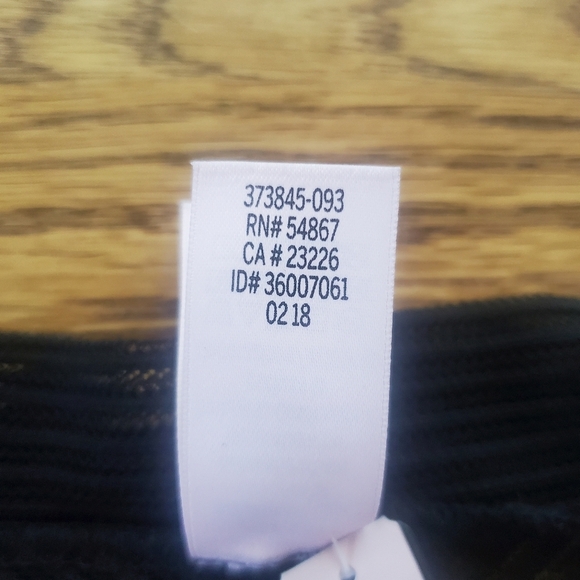 373845-093
RN# 54867
CA # 23226
ID# 36007061
02 18